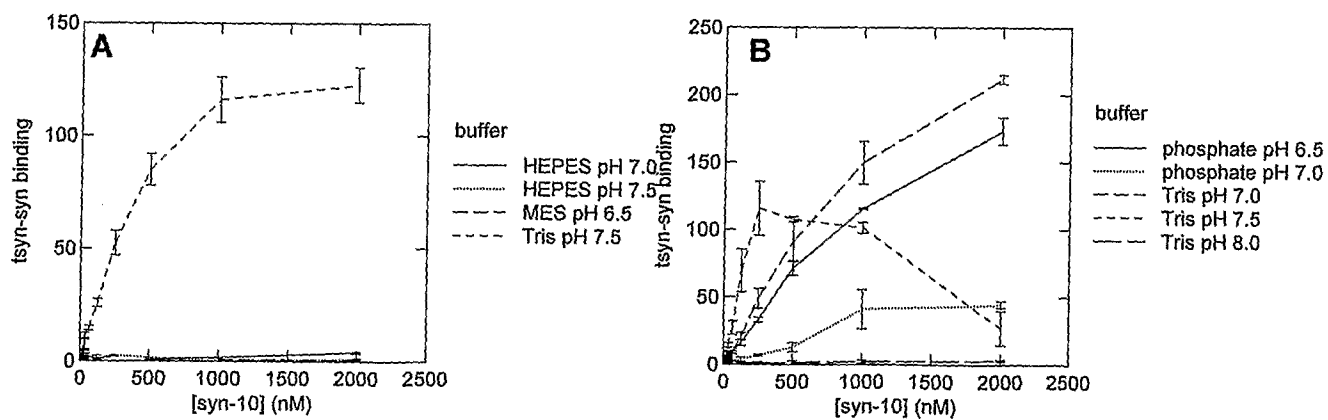 A
150
100
50
0
tsyn-syn binding
0 500 1000 1500 2000 2500
[syn-10] (nM)
buffer
HEPES pH 7.0
HEPES pH 7.5
MES pH 6.5
Tris pH 7.5
B
250
200
150
100
50
0
tsyn-syn binding
0 500 1000 1500 2000 2500
[syn-10] (nM)
buffer
phosphate pH 6.5
phosphate pH 7.0
Tris pH 7.0
Tris pH 7.5
Tris pH 8.0